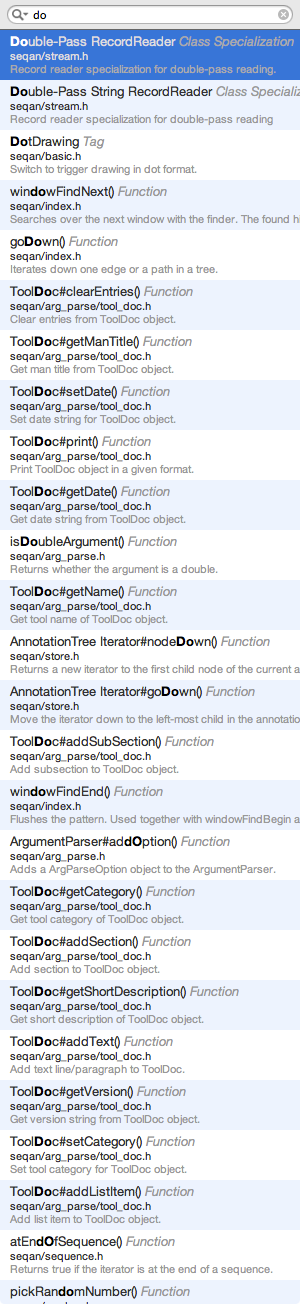 do
Double-Pass RecordReader Class Specialization
seqan/stream.h
Record reader specialization for double-pass reading.
Double-Pass String RecordReader Class Specializ
seqan/stream.h
Record reader specialization for double-pass reading
DotDrawing Tag
seqan/basic.h
Switch to trigger drawing in dot format.
windowFindNext() Function
seqan/index.h
Searches over the next window with the finder. The found hi
goDown() Function
seqan/index.h
Iterates down one edge or a path in a tree.
ToolDoc#clearEntries() Function
seqan/arg_parse/tool_doc.h
Clear entries from ToolDoc object.
ToolDoc#getManTitle() Function
seqan/arg_parse/tool_doc.h
Get man title from ToolDoc object.
ToolDoc#setDate() Function
seqan/arg_parse/tool_doc.h
Set date string for ToolDoc object.
ToolDoc#print() Function
seqan/arg_parse/tool_doc.h
Print ToolDoc object in a given format.
ToolDoc#getDate() Function
seqan/arg_parse/tool_doc.h
Get date string from ToolDoc object.
isDoubleArgument() Function
seqan/arg_parse.h
Returns whether the argument is a double.
ToolDoc#getName() Function
seqan/arg_parse/tool_doc.h
Get tool name of ToolDoc object.
AnnotationTree Iterator#nodeDown() Function
seqan/store.h
Returns a new iterator to the first child node of the current a
AnnotationTree Iterator#goDown() Function
seqan/store.h
Move the iterator down to the left-most child in the annotatio
ToolDoc#addSubSection() Function
seqan/arg_parse/tool_doc.h
Add subsection to ToolDoc object.
windowFindEnd() Function
seqan/index.h
Flushes the pattern. Used together with windowFindBegin a
ArgumentParser#addOption() Function
seqan/arg_parse.h
Adds a ArgParseOption object to the ArgumentParser.
ToolDoc#getCategory() Function
seqan/arg_parse/tool_doc.h
Get tool category of ToolDoc object.
ToolDoc#addSection() Function
seqan/arg_parse/tool_doc.h
Add section to ToolDoc object.
ToolDoc#getShortDescription() Function
seqan/arg_parse/tool_doc.h
Get short description of ToolDoc object.
ToolDoc#addText() Function
seqan/arg_parse/tool_doc.h
Add text line/paragraph to ToolDoc.
ToolDoc#getVersion() Function
seqan/arg_parse/tool_doc.h
Get version string from ToolDoc object.
ToolDoc#setCategory() Function
seqan/arg_parse/tool_doc.h
Set tool category for ToolDoc object.
ToolDoc#addListItem() Function
seqan/arg_parse/tool_doc.h
Add list item to ToolDoc object.
atEndOfSequence() Function
seqan/sequence.h
Returns true if the iterator is at the end of a sequence.
pickRandomNumber() Function